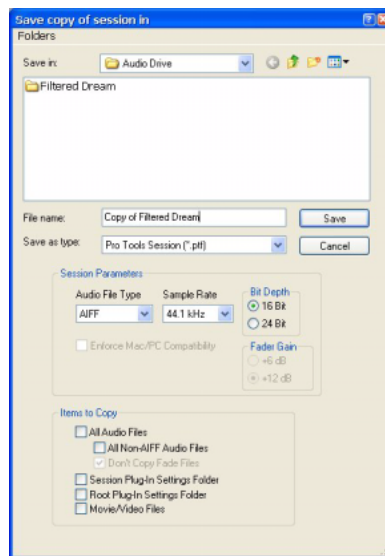 Save copy of session in
Folders
Save in: Audio Drive
Filtered Dream
File name: Copy of Filtered Dream Save
Save as type: Pro Tools Session (*.ptf) Cancel
Session Parameters
Audio File Type Sample Rate Bit Depth
AIFF 44.1 kHz 16 Bit
24 Bit
Enforce Mac/PC Compatibility Fader Gain
+6 dB
+12 dB
Items to Copy
All Audio Files
All Non-AIFF Audio Files
Don't Copy Fade Files
Session Plug-In Settings Folder
Root Plug-In Settings Folder
Movie/Video Files